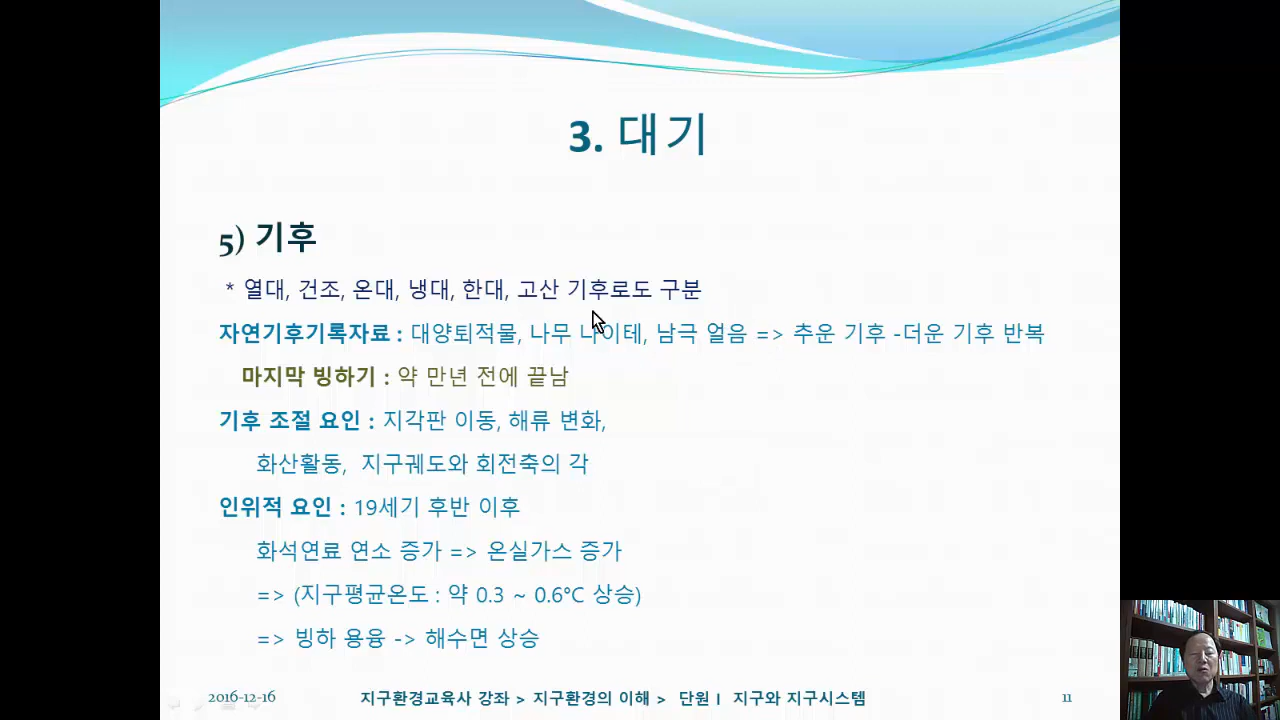 3. 대기
5) 기후
* 열대, 건조, 온대, 냉대, 한대, 고산 기후로도 구분
자연기후기록자료 : 대양퇴적물, 나무 나이테, 남극 얼음 => 추운 기후 -더운 기후 반복
마지막 빙하기 : 약 만년 전에 끝남
기후 조절 요인 : 지각판 이동, 해류 변화,
화산활동, 지구궤도와 회전축의 각
인위적 요인 : 19세기 후반 이후
화석연료 연소 증가 => 온실가스 증가
=> (지구평균온도 : 약 0.3 ~ 0.6°C 상승)
=> 빙하 용융 -> 해수면 상승
2016-12-16
지구환경교육사 강좌 > 지구환경의 이해 > 단원 I 지구와 지구시스템
11